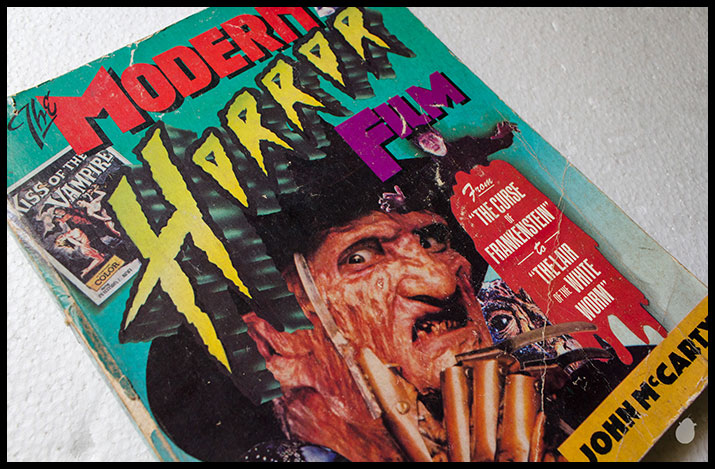 The
MODERN
HORROR
FILM
KISS OF THE
VAMPIRE
COLOR
From
"THE CURSE
OF
FRANKENSTEIN"
to
"THE LAIR
OF THE WHITE
WORM"
JOHN McCARTY